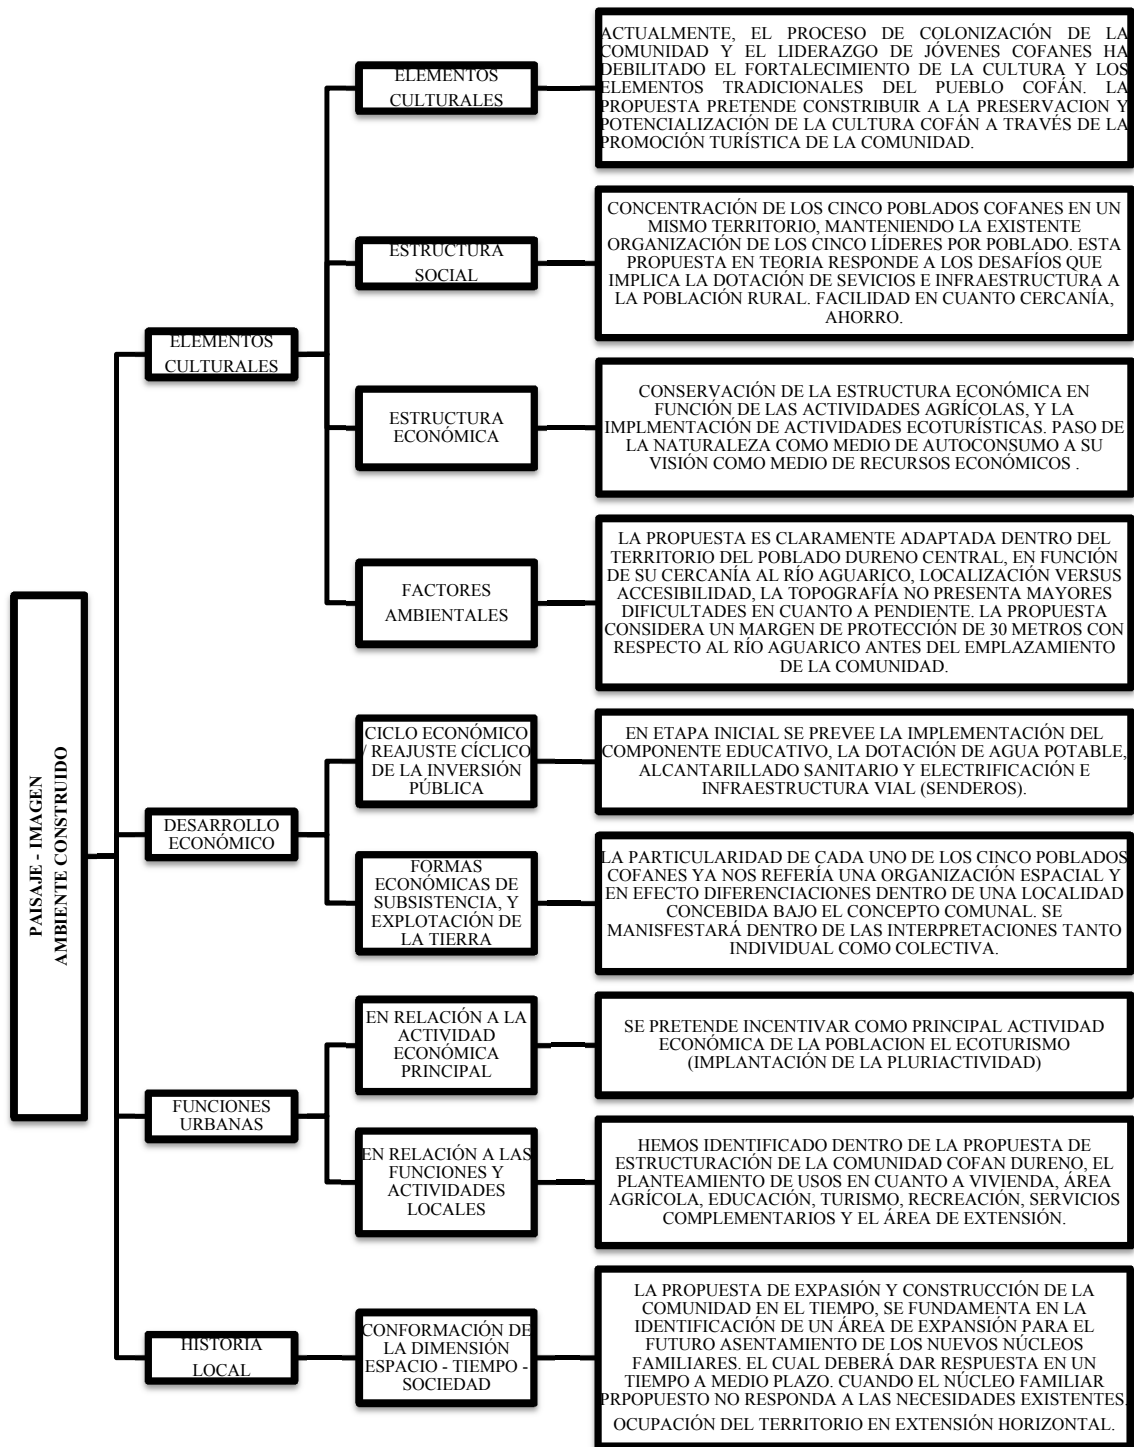 PAISAJE - IMAGEN
AMBIENTE CONSTRUIDO
ELEMENTOS
CULTURALES
ELEMENTOS
CULTURALES
ACTUALMENTE, EL PROCESO DE COLONIZACIÓN DE LA
COMUNIDAD Y EL LIDERAZGO DE JÓVENES COFANES HA
DEBILITADO EL FORTALECIMIENTO DE LA CULTURA Y LOS
ELEMENTOS TRADICIONALES DEL PUEBLO COFÁN. LA
PROPUESTA PRETENDE CONSTRIBUIR A LA PRESERVACION Y
POTENCIALIZACIÓN DE LA CULTURA COFÁN A TRAVÉS DE LA
PROMOCIÓN TURÍSTICA DE LA COMUNIDAD.
ESTRUCTURA
SOCIAL
CONCENTRACIÓN DE LOS CINCO POBLADOS COFANES EN UN
MISMO TERRITORIO, MANTENIENDO LA EXISTENTE
ORGANIZACIÓN DE LOS CINCO LÍDERES POR POBLADO. ESTA
PROPUESTA EN TEORIA RESPONDE A LOS DESAFÍOS QUE
IMPLICA LA DOTACIÓN DE SEVICIOS E INFRAESTRUCTURA A
LA POBLACIÓN RURAL. FACILIDAD EN CUANTO CERCANÍA,
AHORRO.
ESTRUCTURA
ECONÓMICA
CONSERVACIÓN DE LA ESTRUCTURA ECONÓMICA EN
FUNCIÓN DE LAS ACTIVIDADES AGRÍCOLAS, Y LA
IMPLMENTACIÓN DE ACTIVIDADES ECOTURÍSTICAS. PASO DE
LA NATURALEZA COMO MEDIO DE AUTOCONSUMO A SU
VISIÓN COMO MEDIO DE RECURSOS ECONÓMICOS .
FACTORES
AMBIENTALES
LA PROPUESTA ES CLARAMENTE ADAPTADA DENTRO DEL
TERRITORIO DEL POBLADO DURENO CENTRAL, EN FUNCIÓN
DE SU CERCANÍA AL RÍO AGUARICO, LOCALIZACIÓN VERSUS
ACCESIBILIDAD, LA TOPOGRAFÍA NO PRESENTA MAYORES
DIFICULTADES EN CUANTO A PENDIENTE. LA PROPUESTA
CONSIDERA UN MARGEN DE PROTECCIÓN DE 30 METROS CON
RESPECTO AL RÍO AGUARICO ANTES DEL EMPLAZAMIENTO
DE LA COMUNIDAD.
DESARROLLO
ECONÓMICO
CICLO ECONÓMICO
/ REAJUSTE CÍCLICO
DE LA INVERSIÓN
PÚBLICA
EN ETAPA INICIAL SE PREVEE LA IMPLEMENTACIÓN DEL
COMPONENTE EDUCATIVO, LA DOTACIÓN DE AGUA POTABLE,
ALCANTARILLADO SANITARIO Y ELECTRIFICACIÓN E
INFRAESTRUCTURA VIAL (SENDEROS).
FORMAS
ECONÓMICAS DE
SUBSISTENCIA, Y
EXPLOTACIÓN DE
LA TIERRA
LA PARTICULARIDAD DE CADA UNO DE LOS CINCO POBLADOS
COFANES YA NOS REFERÍA UNA ORGANIZACIÓN ESPACIAL Y
EN EFECTO DIFERENCIACIONES DENTRO DE UNA LOCALIDAD
CONCEBIDA BAJO EL CONCEPTO COMUNAL. SE
MANISFESTARÁ DENTRO DE LAS INTERPRETACIONES TANTO
INDIVIDUAL COMO COLECTIVA.
FUNCIONES
URBANAS
EN RELACIÓN A LA
ACTIVIDAD
ECONÓMICA
PRINCIPAL
SE PRETENDE INCENTIVAR COMO PRINCIPAL ACTIVIDAD
ECONÓMICA DE LA POBLACION EL ECOTURISMO
(IMPLANTACIÓN DE LA PLURIACTIVIDAD)
EN RELACIÓN A LAS
FUNCIONES Y
ACTIVIDADES
LOCALES
HEMOS IDENTIFICADO DENTRO DE LA PROPUESTA DE
ESTRUCTURACIÓN DE LA COMUNIDAD COFAN DURENO, EL
PLANTEAMIENTO DE USOS EN CUANTO A VIVIENDA, ÁREA
AGRÍCOLA, EDUCACIÓN, TURISMO, RECREACIÓN, SERVICIOS
COMPLEMENTARIOS Y EL ÁREA DE EXTENSIÓN.
HISTORIA
LOCAL
CONFORMACIÓN DE
LA DIMENSIÓN
ESPACIO - TIEMPO -
SOCIEDAD
LA PROPUESTA DE EXPASIÓN Y CONSTRUCCIÓN DE LA
COMUNIDAD EN EL TIEMPO, SE FUNDAMENTA EN LA
IDENTIFICACIÓN DE UN ÁREA DE EXPANSIÓN PARA EL
FUTURO ASENTAMIENTO DE LOS NUEVOS NÚCLEOS
FAMILIARES. EL CUAL DEBERÁ DAR RESPUESTA EN UN
TIEMPO A MEDIO PLAZO. CUANDO EL NÚCLEO FAMILIAR
PRPOPUESTO NO RESPONDA A LAS NECESIDADES EXISTENTES.
OCUPACIÓN DEL TERRITORIO EN EXTENSIÓN HORIZONTAL.